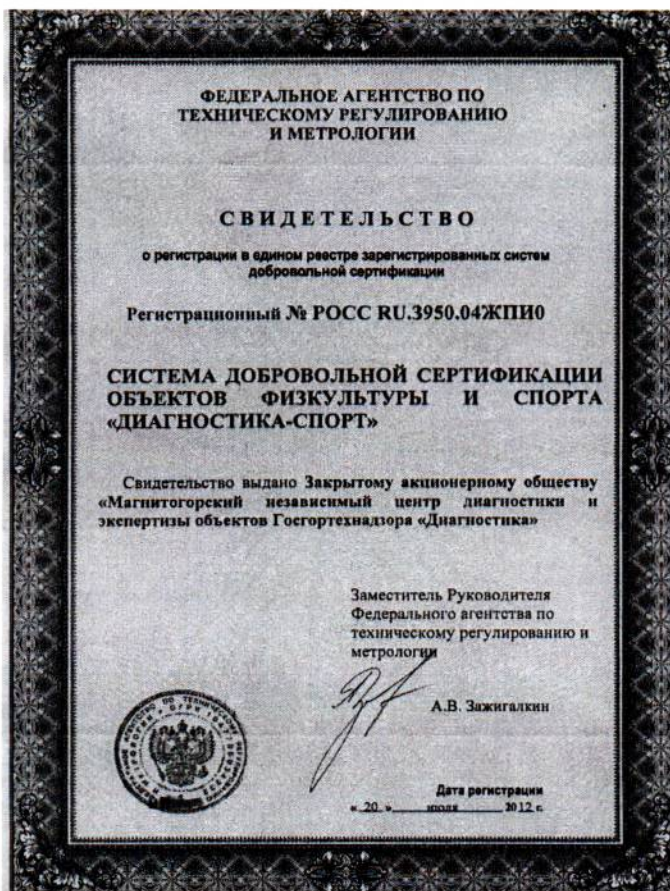 ФЕДЕРАЛЬНОЕ АГЕНТСТВО ПО
ТЕХНИЧЕСКОМУ РЕГУЛИРОВАНИЮ
И МЕТРОЛОГИИ
СВИДЕТЕЛЬСТВО
о регистрации в едином реестре зарегистрированных систем
добровольной сертификации
Регистрационный № РОСС RU.3950.04ЖПИ0
СИСТЕМА ДОБРОВОЛЬНОЙ СЕРТИФИКАЦИИ
ОБЪЕКТОВ ФИЗКУЛЬТУРЫ И СПОРТА
«ДИАГНОСТИКА-СПОРТ»
Свидетельство выдано Закрытому акционерному обществу
«Магнитогорский независимый центр диагностики и
экспертизы объектов Госгортехнадзора «Диагностика»
Заместитель Руководителя
Федерального агентства по
техническому регулированию и
метрологии
А.В. Зажигалкин
Дата регистрации
« 20 » июля 2012 г.